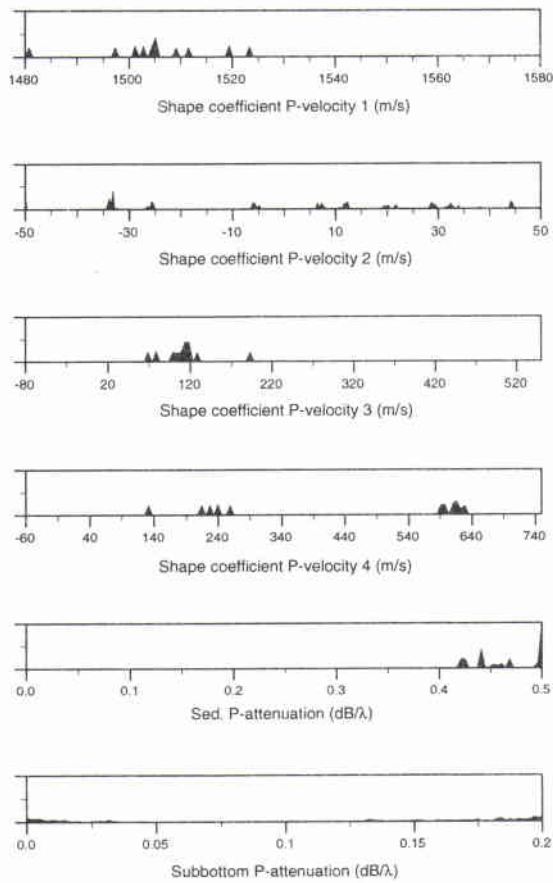 1480 1500 1520 1540 1560 1580
Shape coefficient P-velocity 1 (m/s)
-50 -30 -10 10 30 50
Shape coefficient P-velocity 2 (m/s)
-80 20 120 220 320 420 520
Shape coefficient P-velocity 3 (m/s)
-60 40 140 240 340 440 540 640 740
Shape coefficient P-velocity 4 (m/s)
0.0 0.1 0.2 0.3 0.4 0.5
Sed. P-attenuation (dB/λ)
0.0 0.05 0.1 0.15 0.2
Subbottom P-attenuation (dB/λ)